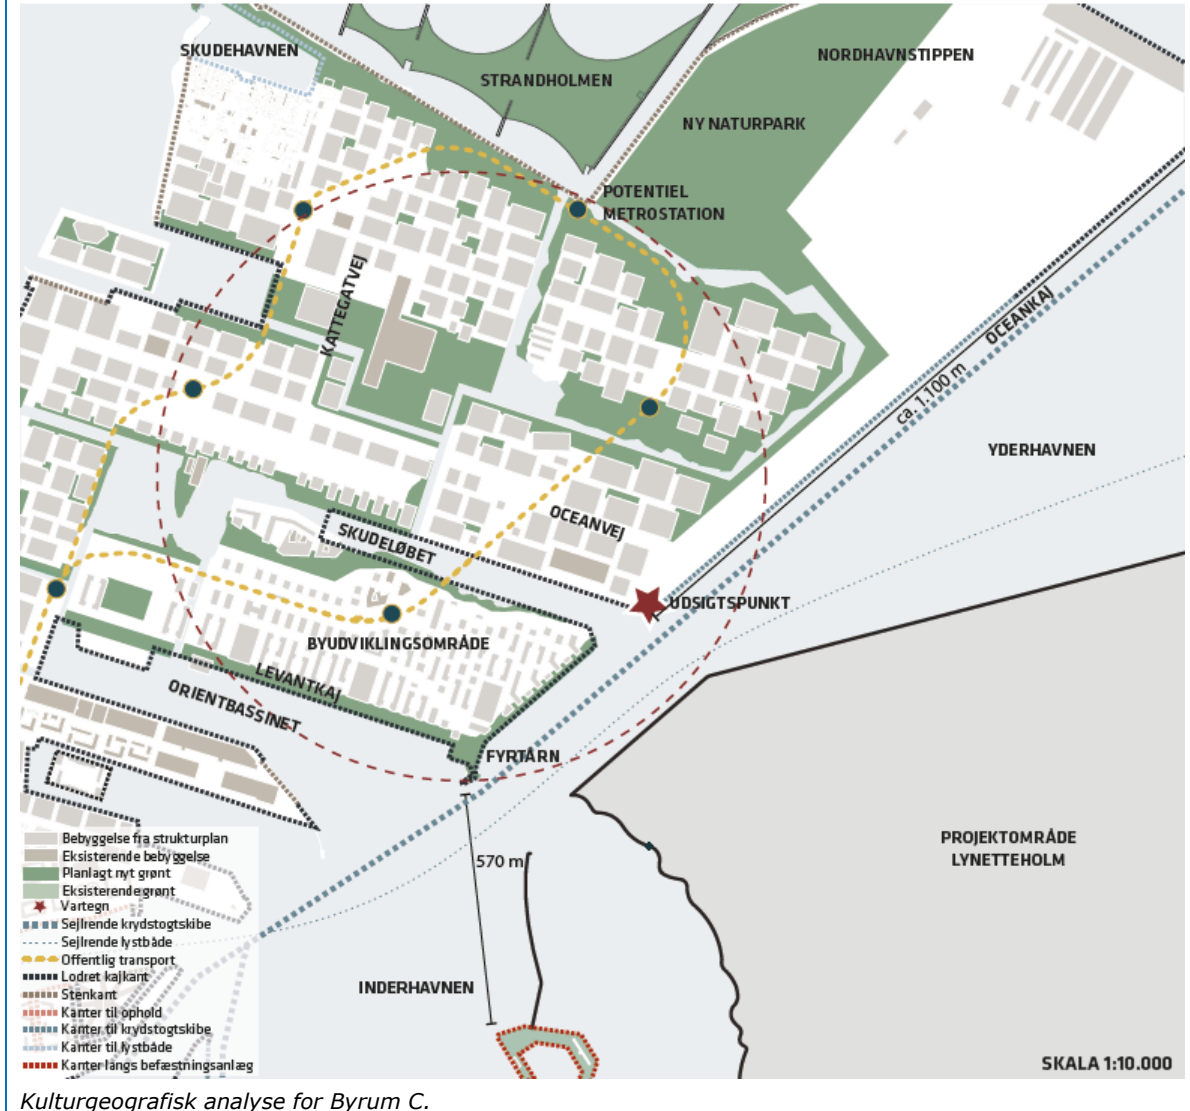 SKUDEHAVNEN
STRANDHOLMEN
NORDHAVNSTIPPEN
NY NATURPARK
POTENTIEL
METROSTATION
KATTEGATVEJ
OCEANKAJ
ca. 1.100 m
YDERHAVNEN
OCEANVEJ
SKUDELØBET
UDSIGTSPUNKT
BYUDVIKLINGSOMRÅDE
LEVANTKAJ
ORIENTBASSINET
FYRTÅRN
570 m
PROJEKTOMRÅDE
LYNETTEHOLM
INDERHAVNEN
Bebyggelse fra strukturplan
Eksisterende bebyggelse
Planlagt nyt grønt
Eksisterende grønt
Vartegn
Sejlrende krydstogtskibe
Sejlrende lystbåde
Offentlig transport
Lodret kajkant
Stenkant
Kanter til ophold
Kanter til krydstogtskibe
Kanter til lystbåde
Kanter langs befæstningsanlæg
SKALA 1:10.000
Kulturgeografisk analyse for Byrum C.